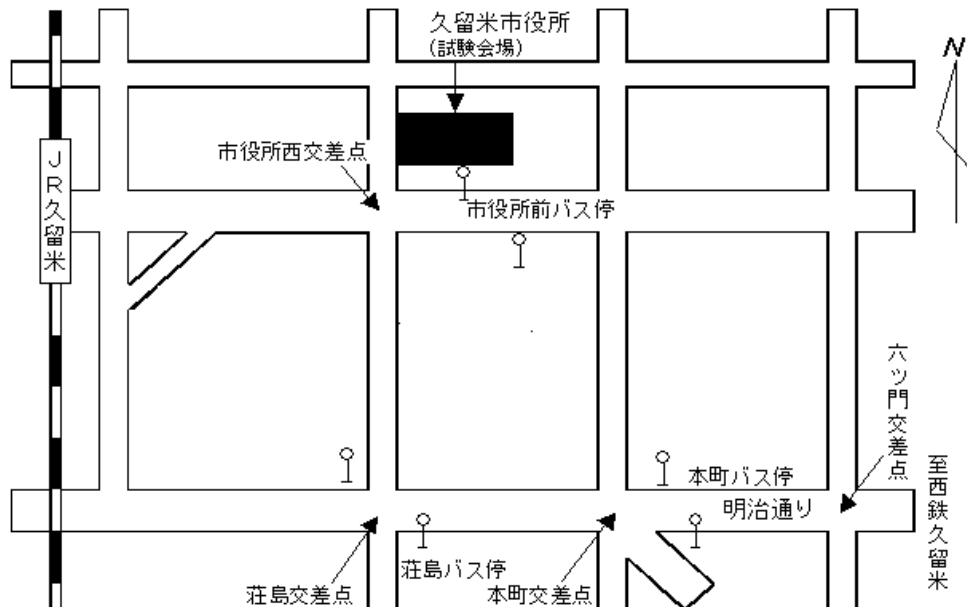 久留米市役所
(試験会場)
N
市役所西交差点
JR久留米
市役所前バス停
六ツ門交差点
本町バス停
至西鉄久留米
明治通り
荘島バス停
荘島交差点
本町交差点